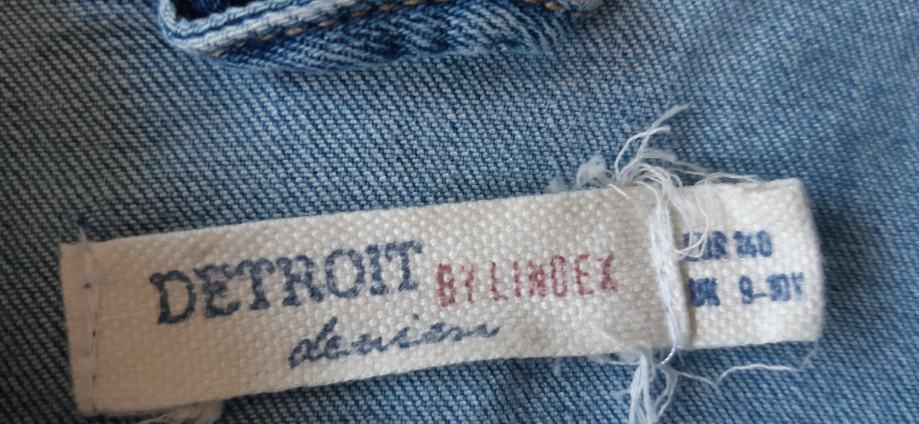 DETROIT BY LINDEX
denim
EUR 140
UK 9-10Y